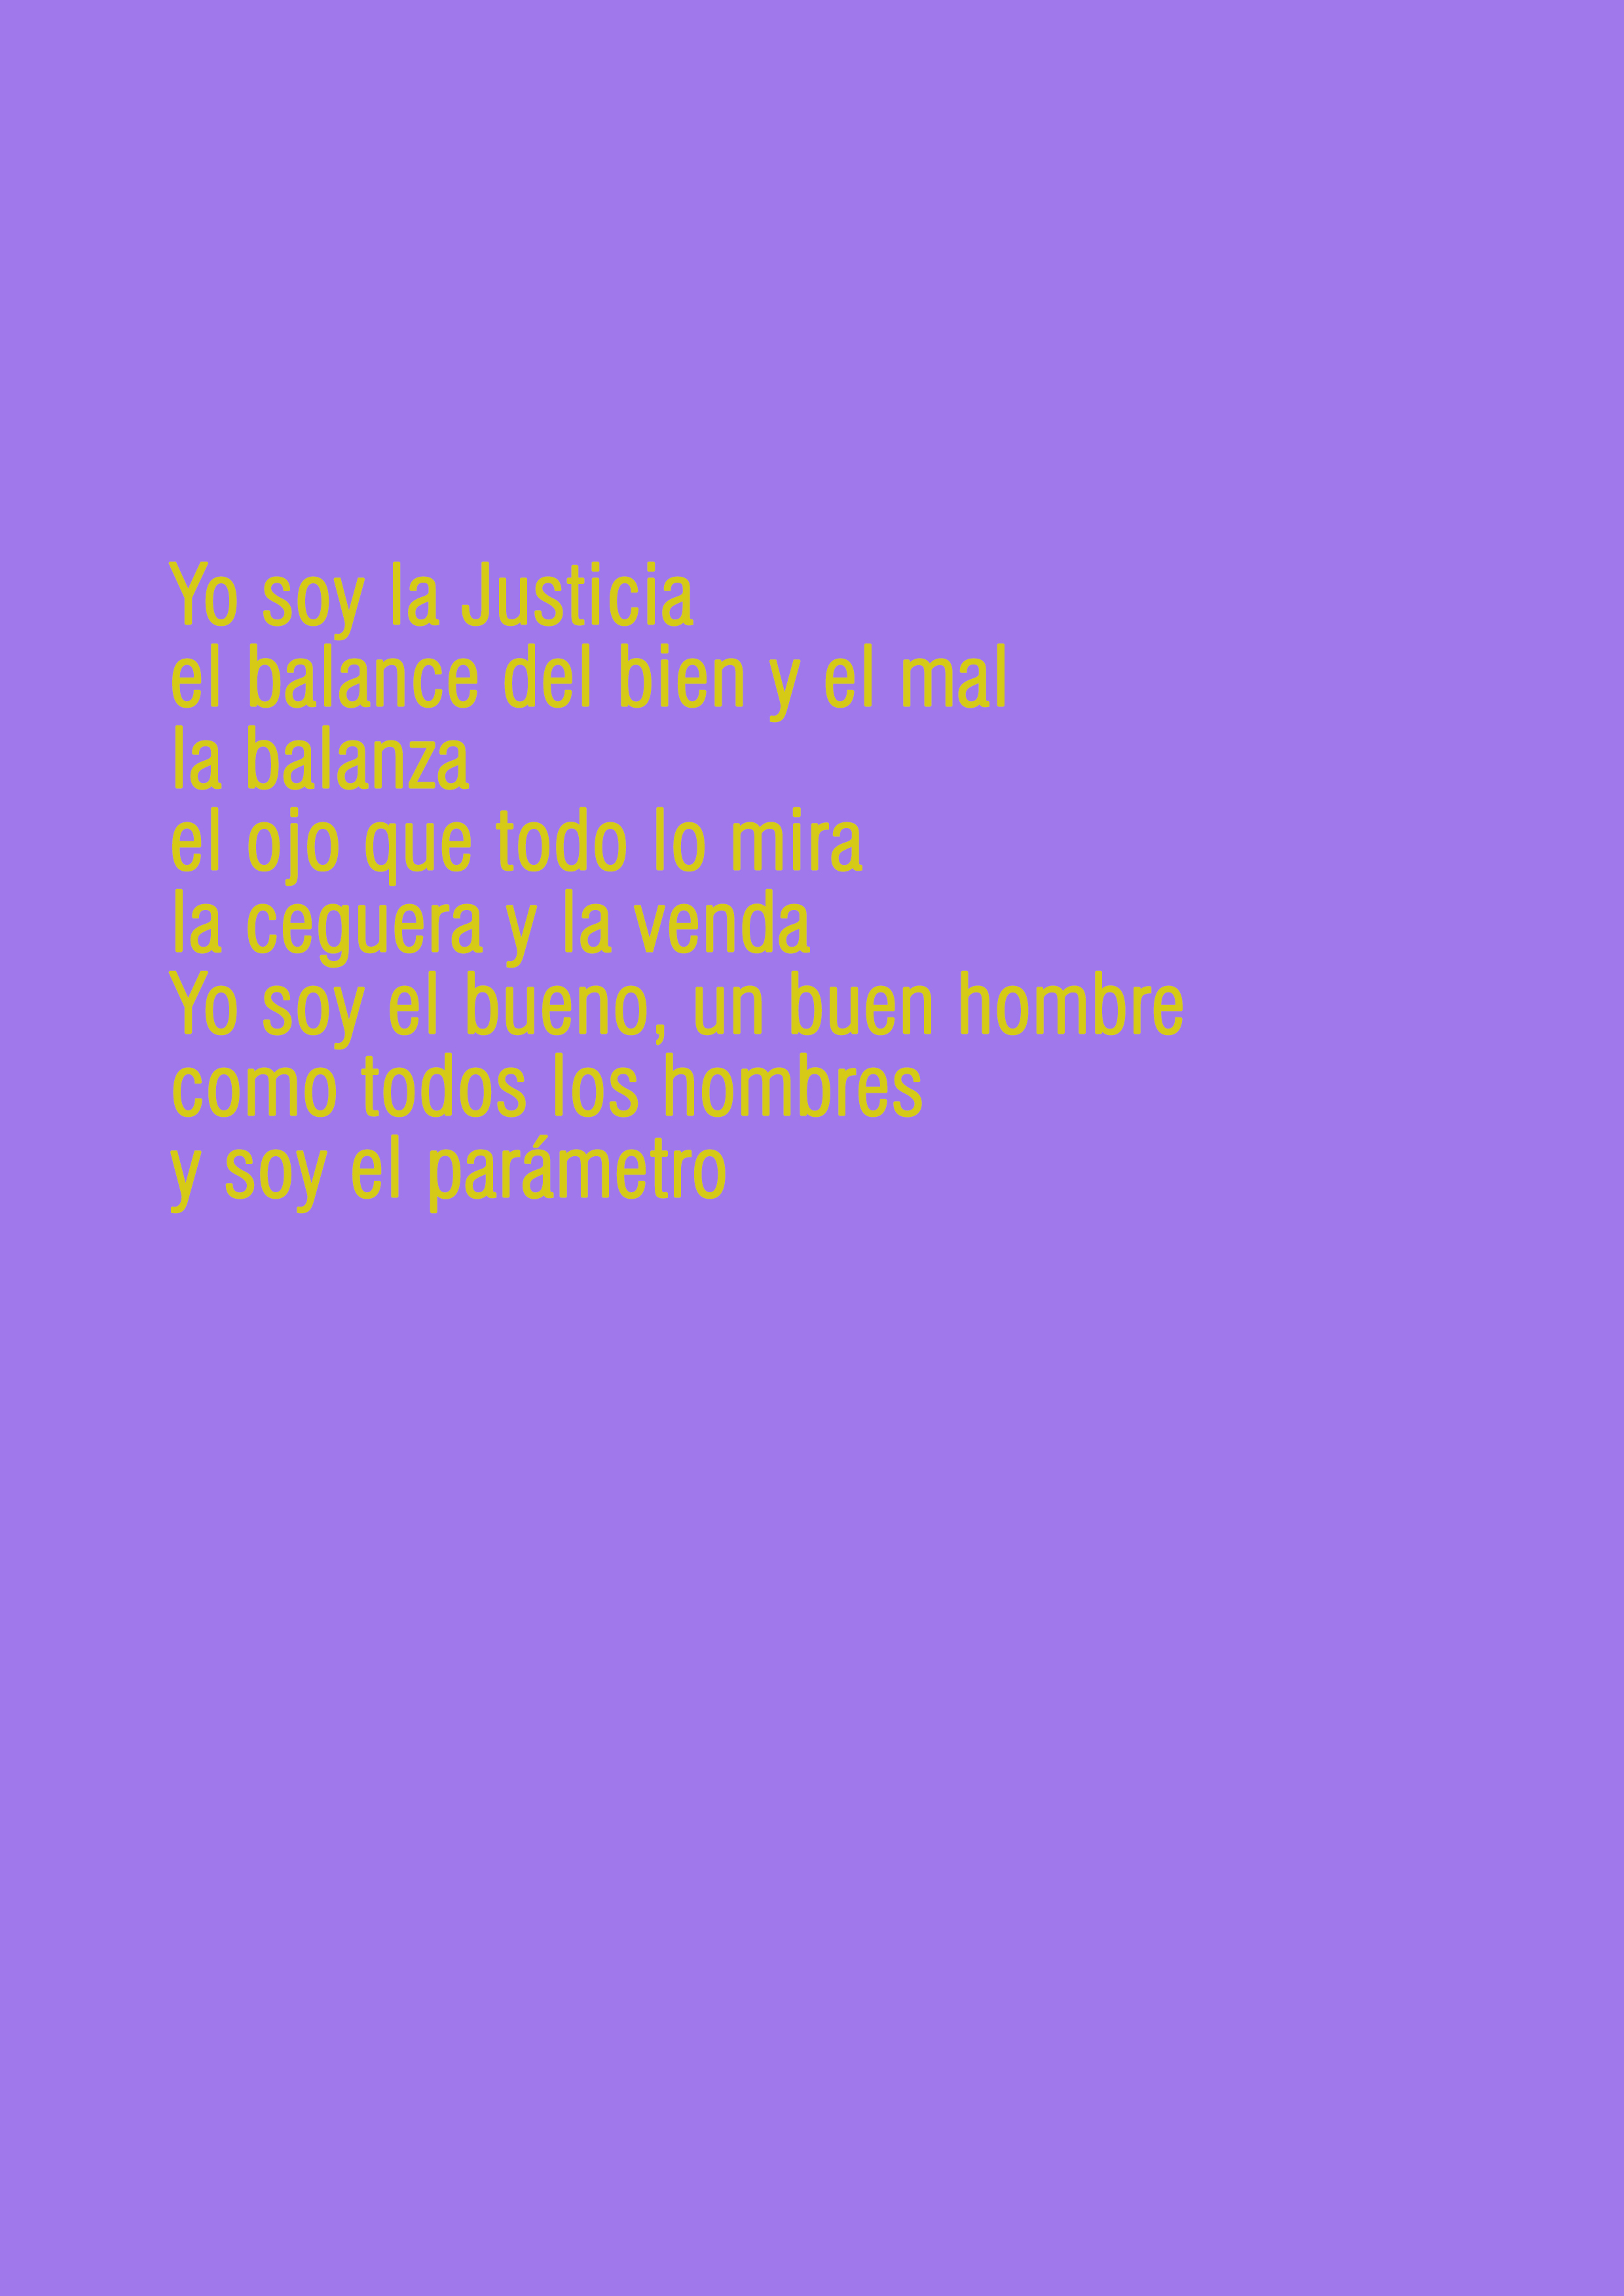 Yo soy la Justicia
el balance del bien y el mal
la balanza
el ojo que todo lo mira
la ceguera y la venda
Yo soy el bueno, un buen hombre
como todos los hombres
y soy el parámetro